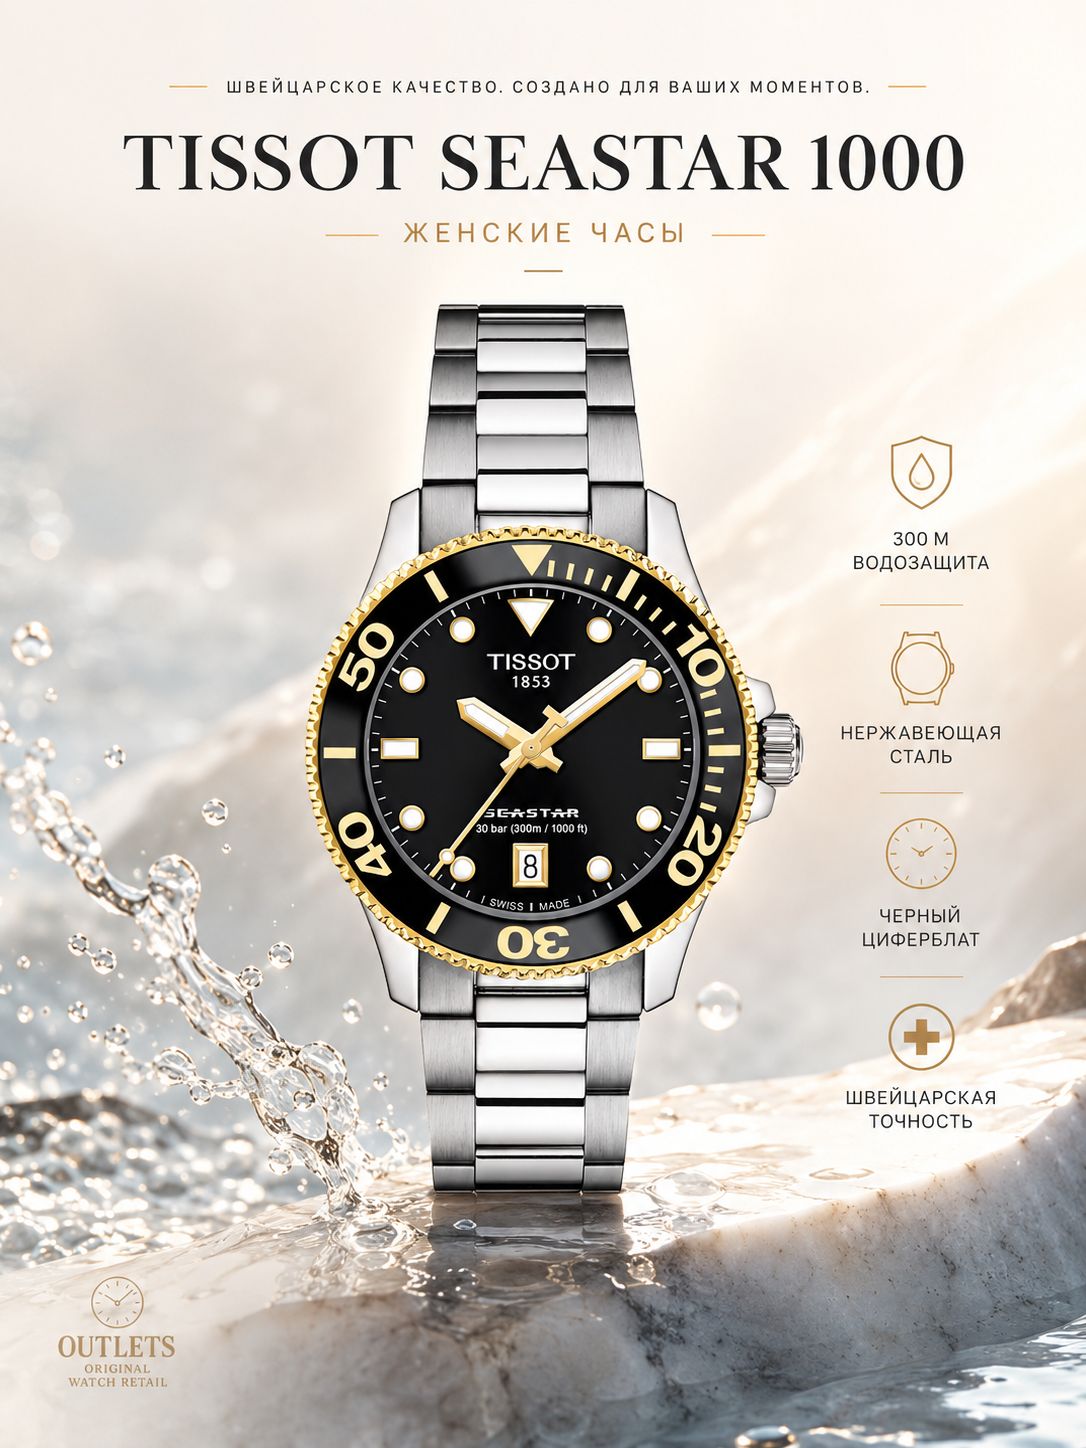 ШВЕЙЦАРСКОЕ КАЧЕСТВО. СОЗДАНО ДЛЯ ВАШИХ МОМЕНТОВ.
TISSOT SEASTAR 1000
ЖЕНСКИЕ ЧАСЫ
10
20
30
40
50
TISSOT
1853
SEASTAR
30 bar (300m / 1000 ft)
8
SWISS MADE
300 М
ВОДОЗАЩИТА
НЕРЖАВЕЮЩАЯ
СТАЛЬ
ЧЕРНЫЙ
ЦИФЕРБЛАТ
ШВЕЙЦАРСКАЯ
ТОЧНОСТЬ
OUTLETS
ORIGINAL
WATCH RETAIL